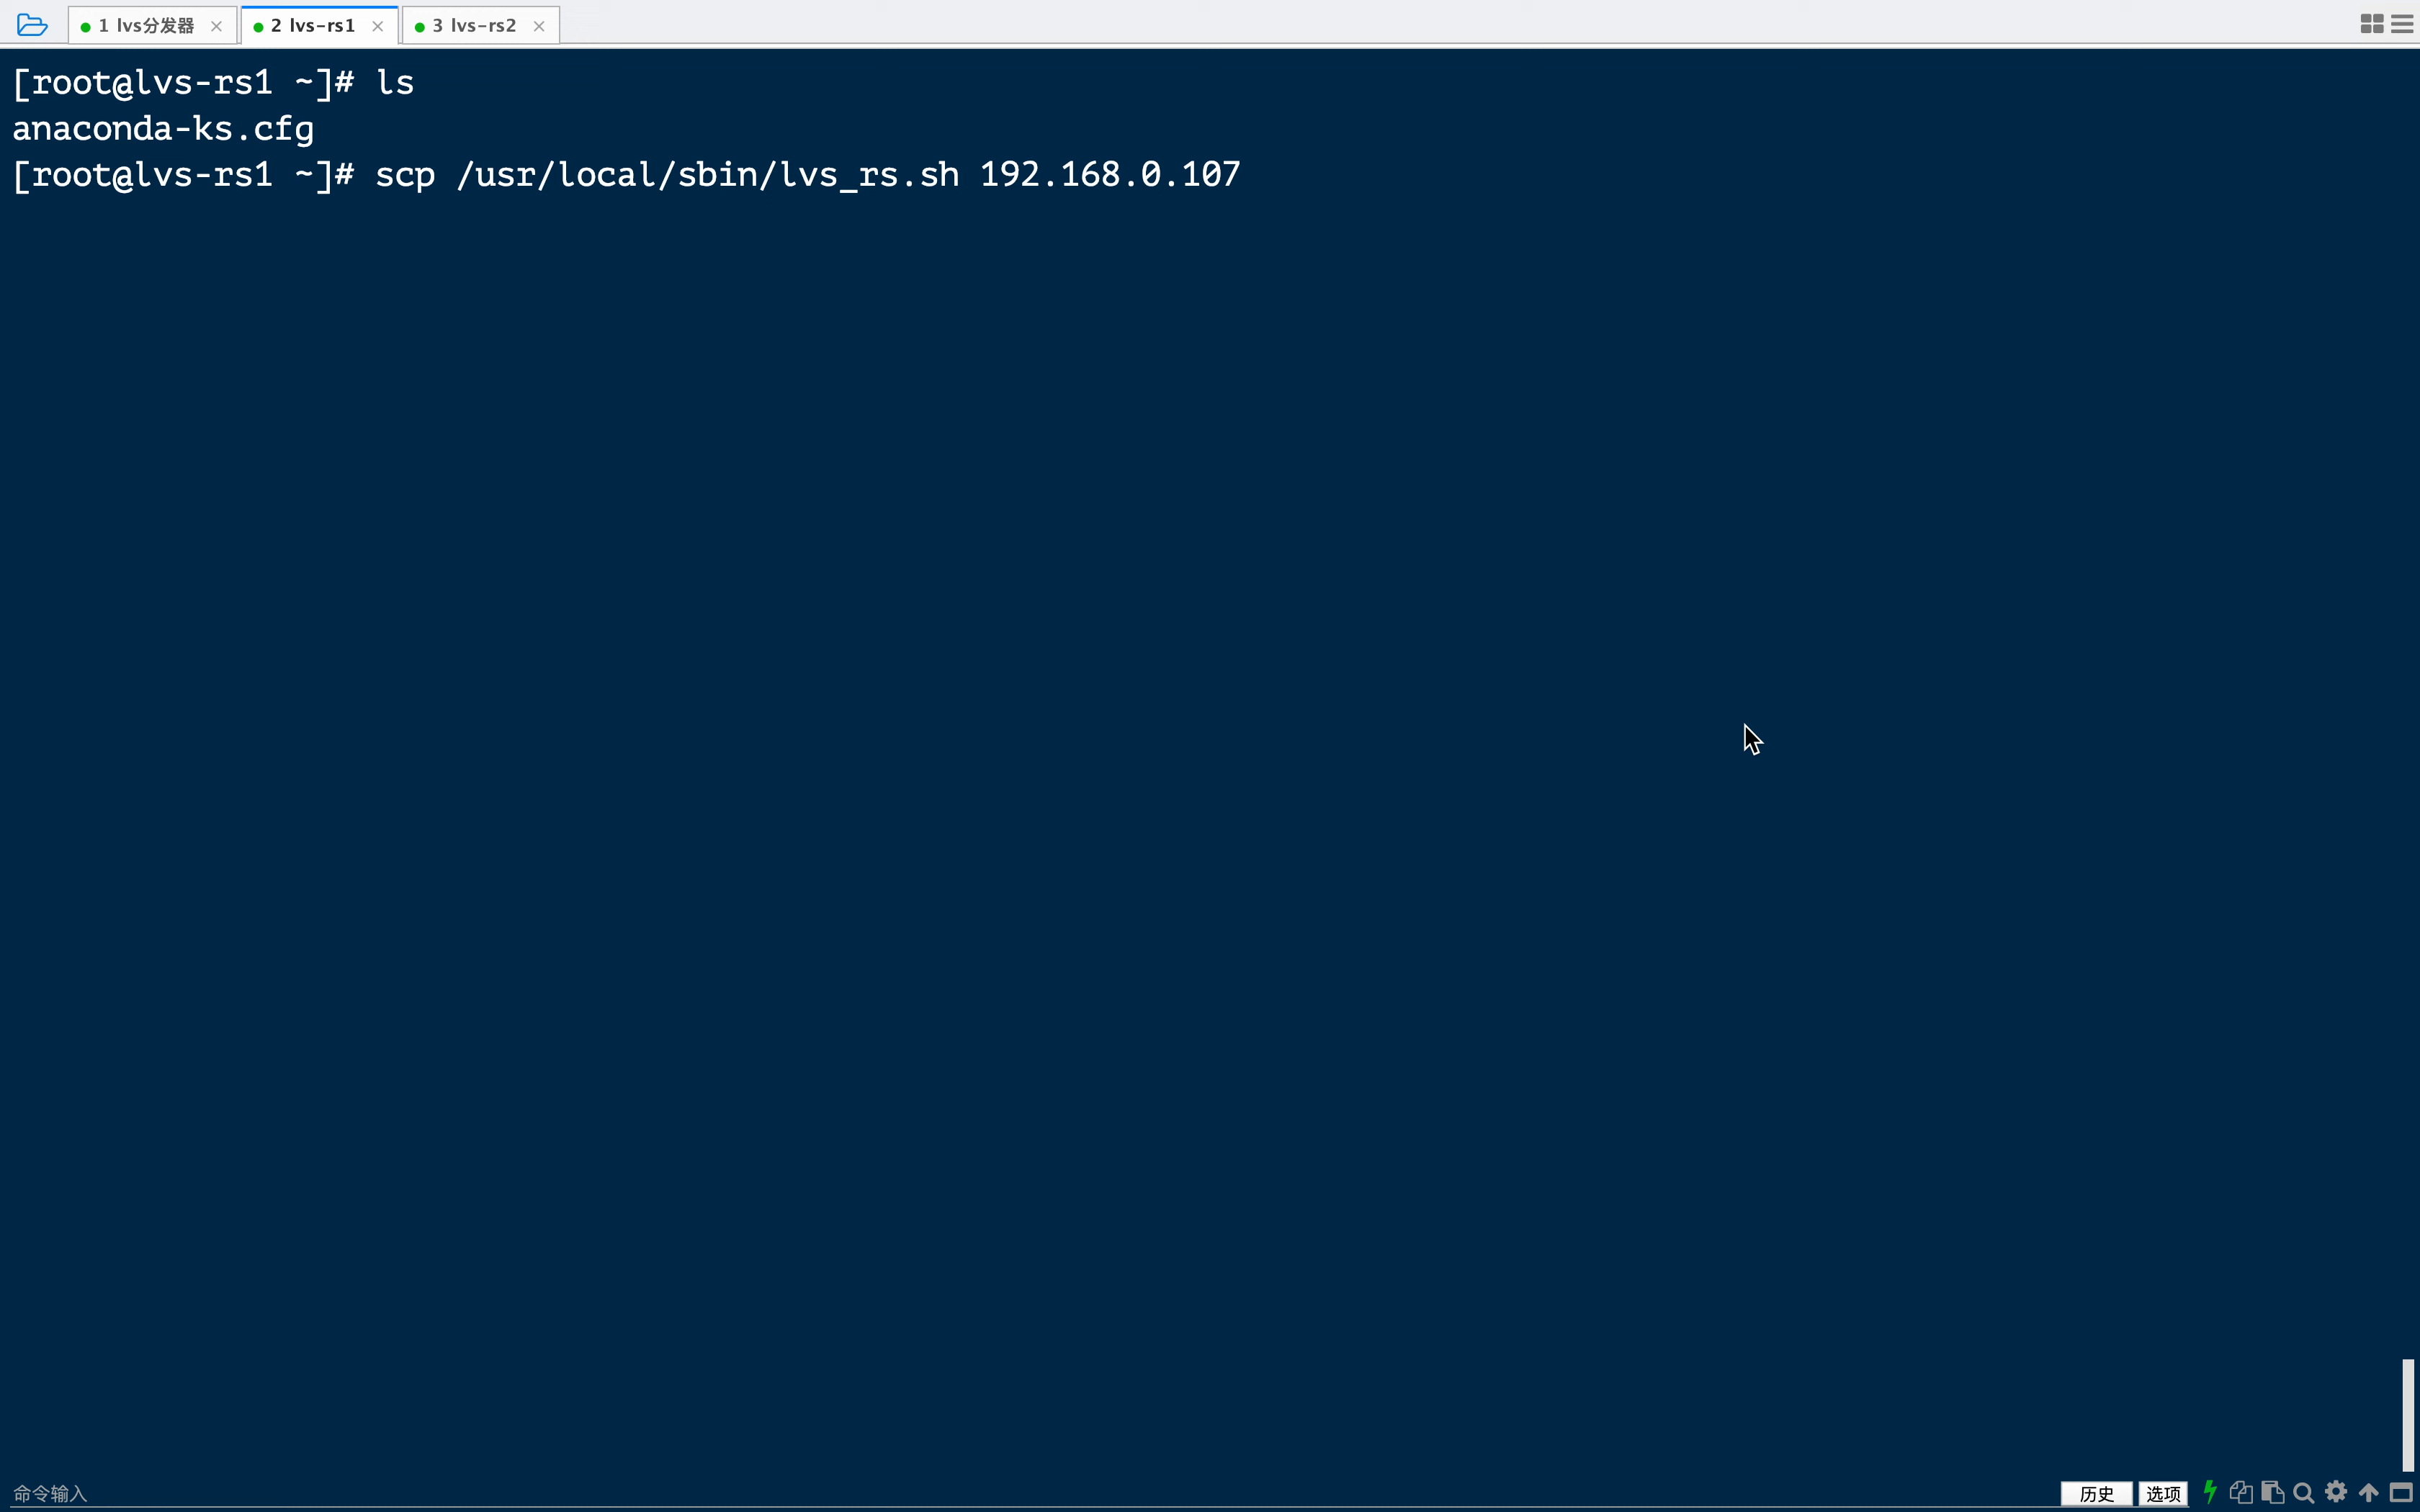 1 lvs分发器
2 lvs-rs1
3 lvs-rs2
[root@lvs-rs1 ~]# ls
anaconda-ks.cfg
[root@lvs-rs1 ~]# scp /usr/local/sbin/lvs_rs.sh 192.168.0.107
命令输入
历史
选项